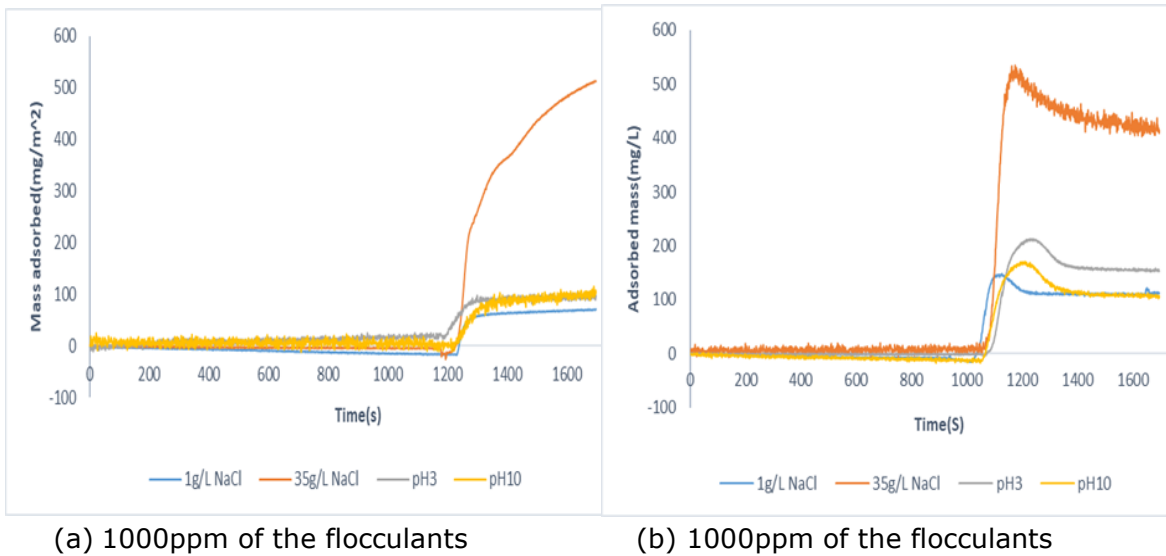 Mass adsorbed(mg/m^2)
600
500
400
300
200
100
0
-100
0 200 400 600 800 1000 1200 1400 1600
Time(s)
1g/L NaCl 35g/L NaCl pH3 pH10
(a) 1000ppm of the flocculants
Adsorbed mass(mg/L)
600
500
400
300
200
100
0
-100
0 200 400 600 800 1000 1200 1400 1600
Time(S)
1g/L NaCl 35g/L NaCl pH3 pH10
(b) 1000ppm of the flocculants